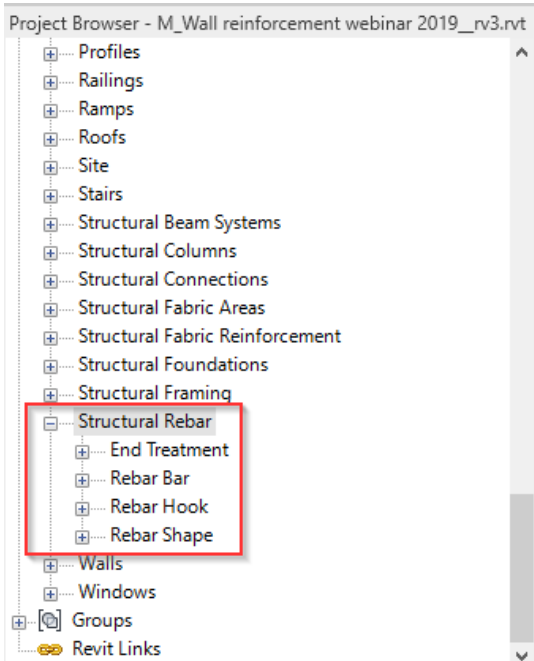 Project Browser - M_Wall reinforcement webinar 2019__rv3.rvt
Profiles
Railings
Ramps
Roofs
Site
Stairs
Structural Beam Systems
Structural Columns
Structural Connections
Structural Fabric Areas
Structural Fabric Reinforcement
Structural Foundations
Structural Framing
Structural Rebar
End Treatment
Rebar Bar
Rebar Hook
Rebar Shape
Walls
Windows
Groups
Revit Links